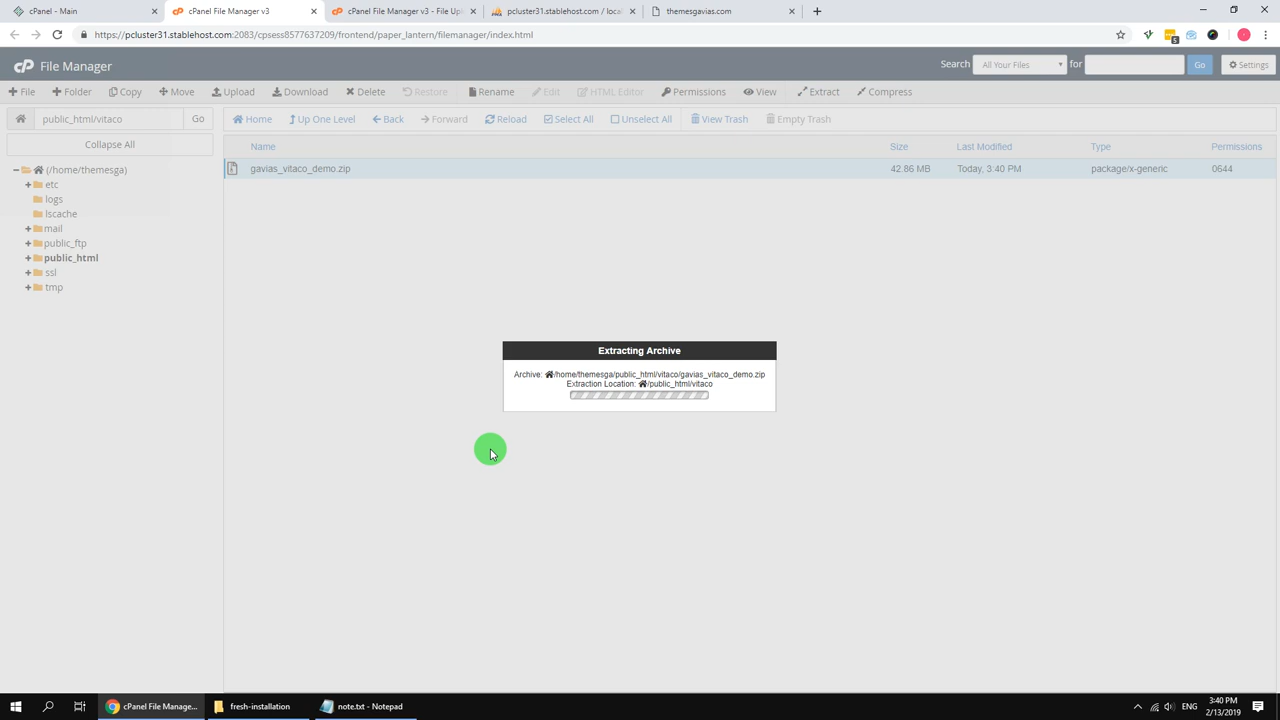 cPanel - Main
cPanel File Manager v3
cPanel File Manager v3 - File Upl
pcluster31.stablehost.com / local
themesgavias.com
https://pcluster31.stablehost.com:2083/cpsess8577637209/frontend/paper_lantern/filemanager/index.html
cP File Manager
Search All Your Files for Go Settings
File Folder Copy Move Upload Download Delete Restore Rename Edit HTML Editor Permissions View Extract Compress
public_html/vitaco Go
Home Up One Level Back Forward Reload Select All Unselect All View Trash Empty Trash
Collapse All
Name Size Last Modified Type Permissions
gavias_vitaco_demo.zip 42.86 MB Today, 3:40 PM package/x-generic 0644
(/home/themesga)
etc
logs
lscache
mail
public_ftp
public_html
ssl
tmp
Extracting Archive
Archive: /home/themesga/public_html/vitaco/gavias_vitaco_demo.zip
Extraction Location: /public_html/vitaco
cPanel File Manage...
fresh-installation
note.txt - Notepad
ENG
3:40 PM
2/13/2019